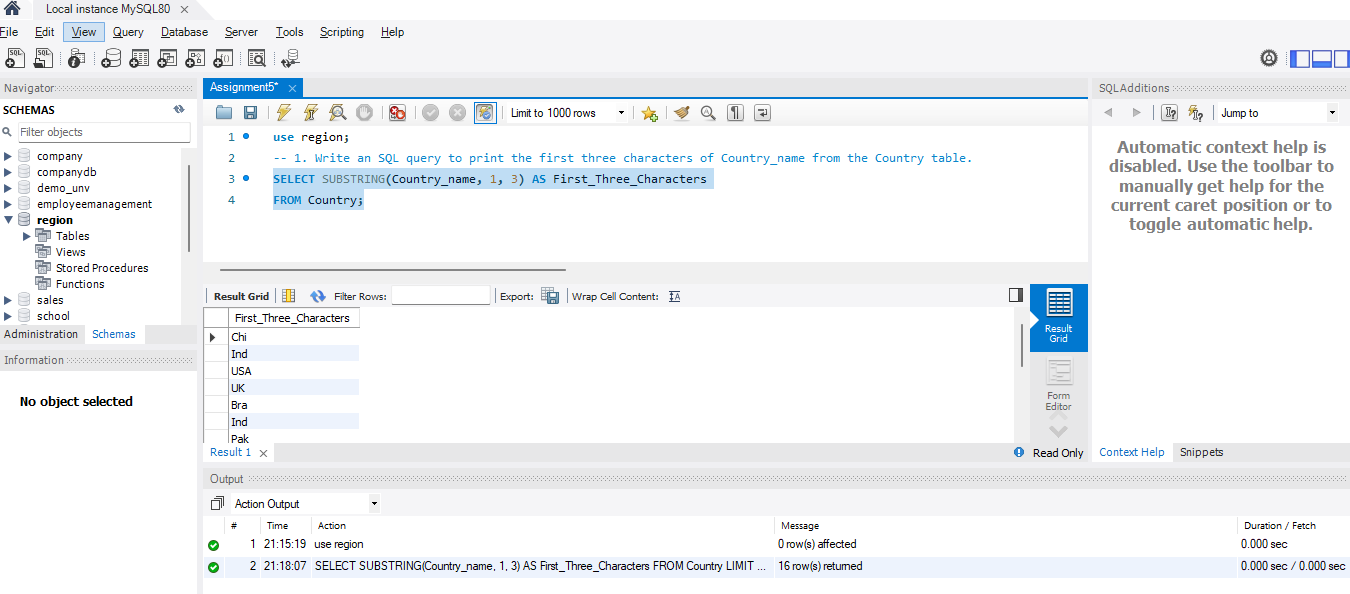 Local instance MySQL80
File Edit View Query Database Server Tools Scripting Help
Navigator
SCHEMAS
Filter objects
company
companydb
demo_unv
employeemanagement
region
Tables
Views
Stored Procedures
Functions
sales
school
Administration Schemas
Information
No object selected
Assignment5*
Limit to 1000 rows
1 use region;
2 -- 1. Write an SQL query to print the first three characters of Country_name from the Country table.
3 SELECT SUBSTRING(Country_name, 1, 3) AS First_Three_Characters
4 FROM Country;
Result Grid Filter Rows: Export: Wrap Cell Content:
First_Three_Characters
Chi
Ind
USA
UK
Bra
Ind
Pak
Result Grid
Form Editor
Result 1
Read Only
SQLAdditions
Jump to
Automatic context help is
disabled. Use the toolbar to
manually get help for the
current caret position or to
toggle automatic help.
Context Help Snippets
Output
Action Output
# Time Action Message Duration / Fetch
1 21:15:19 use region 0 row(s) affected 0.000 sec
2 21:18:07 SELECT SUBSTRING(Country_name, 1, 3) AS First_Three_Characters FROM Country LIMIT ... 16 row(s) returned 0.000 sec / 0.000 sec